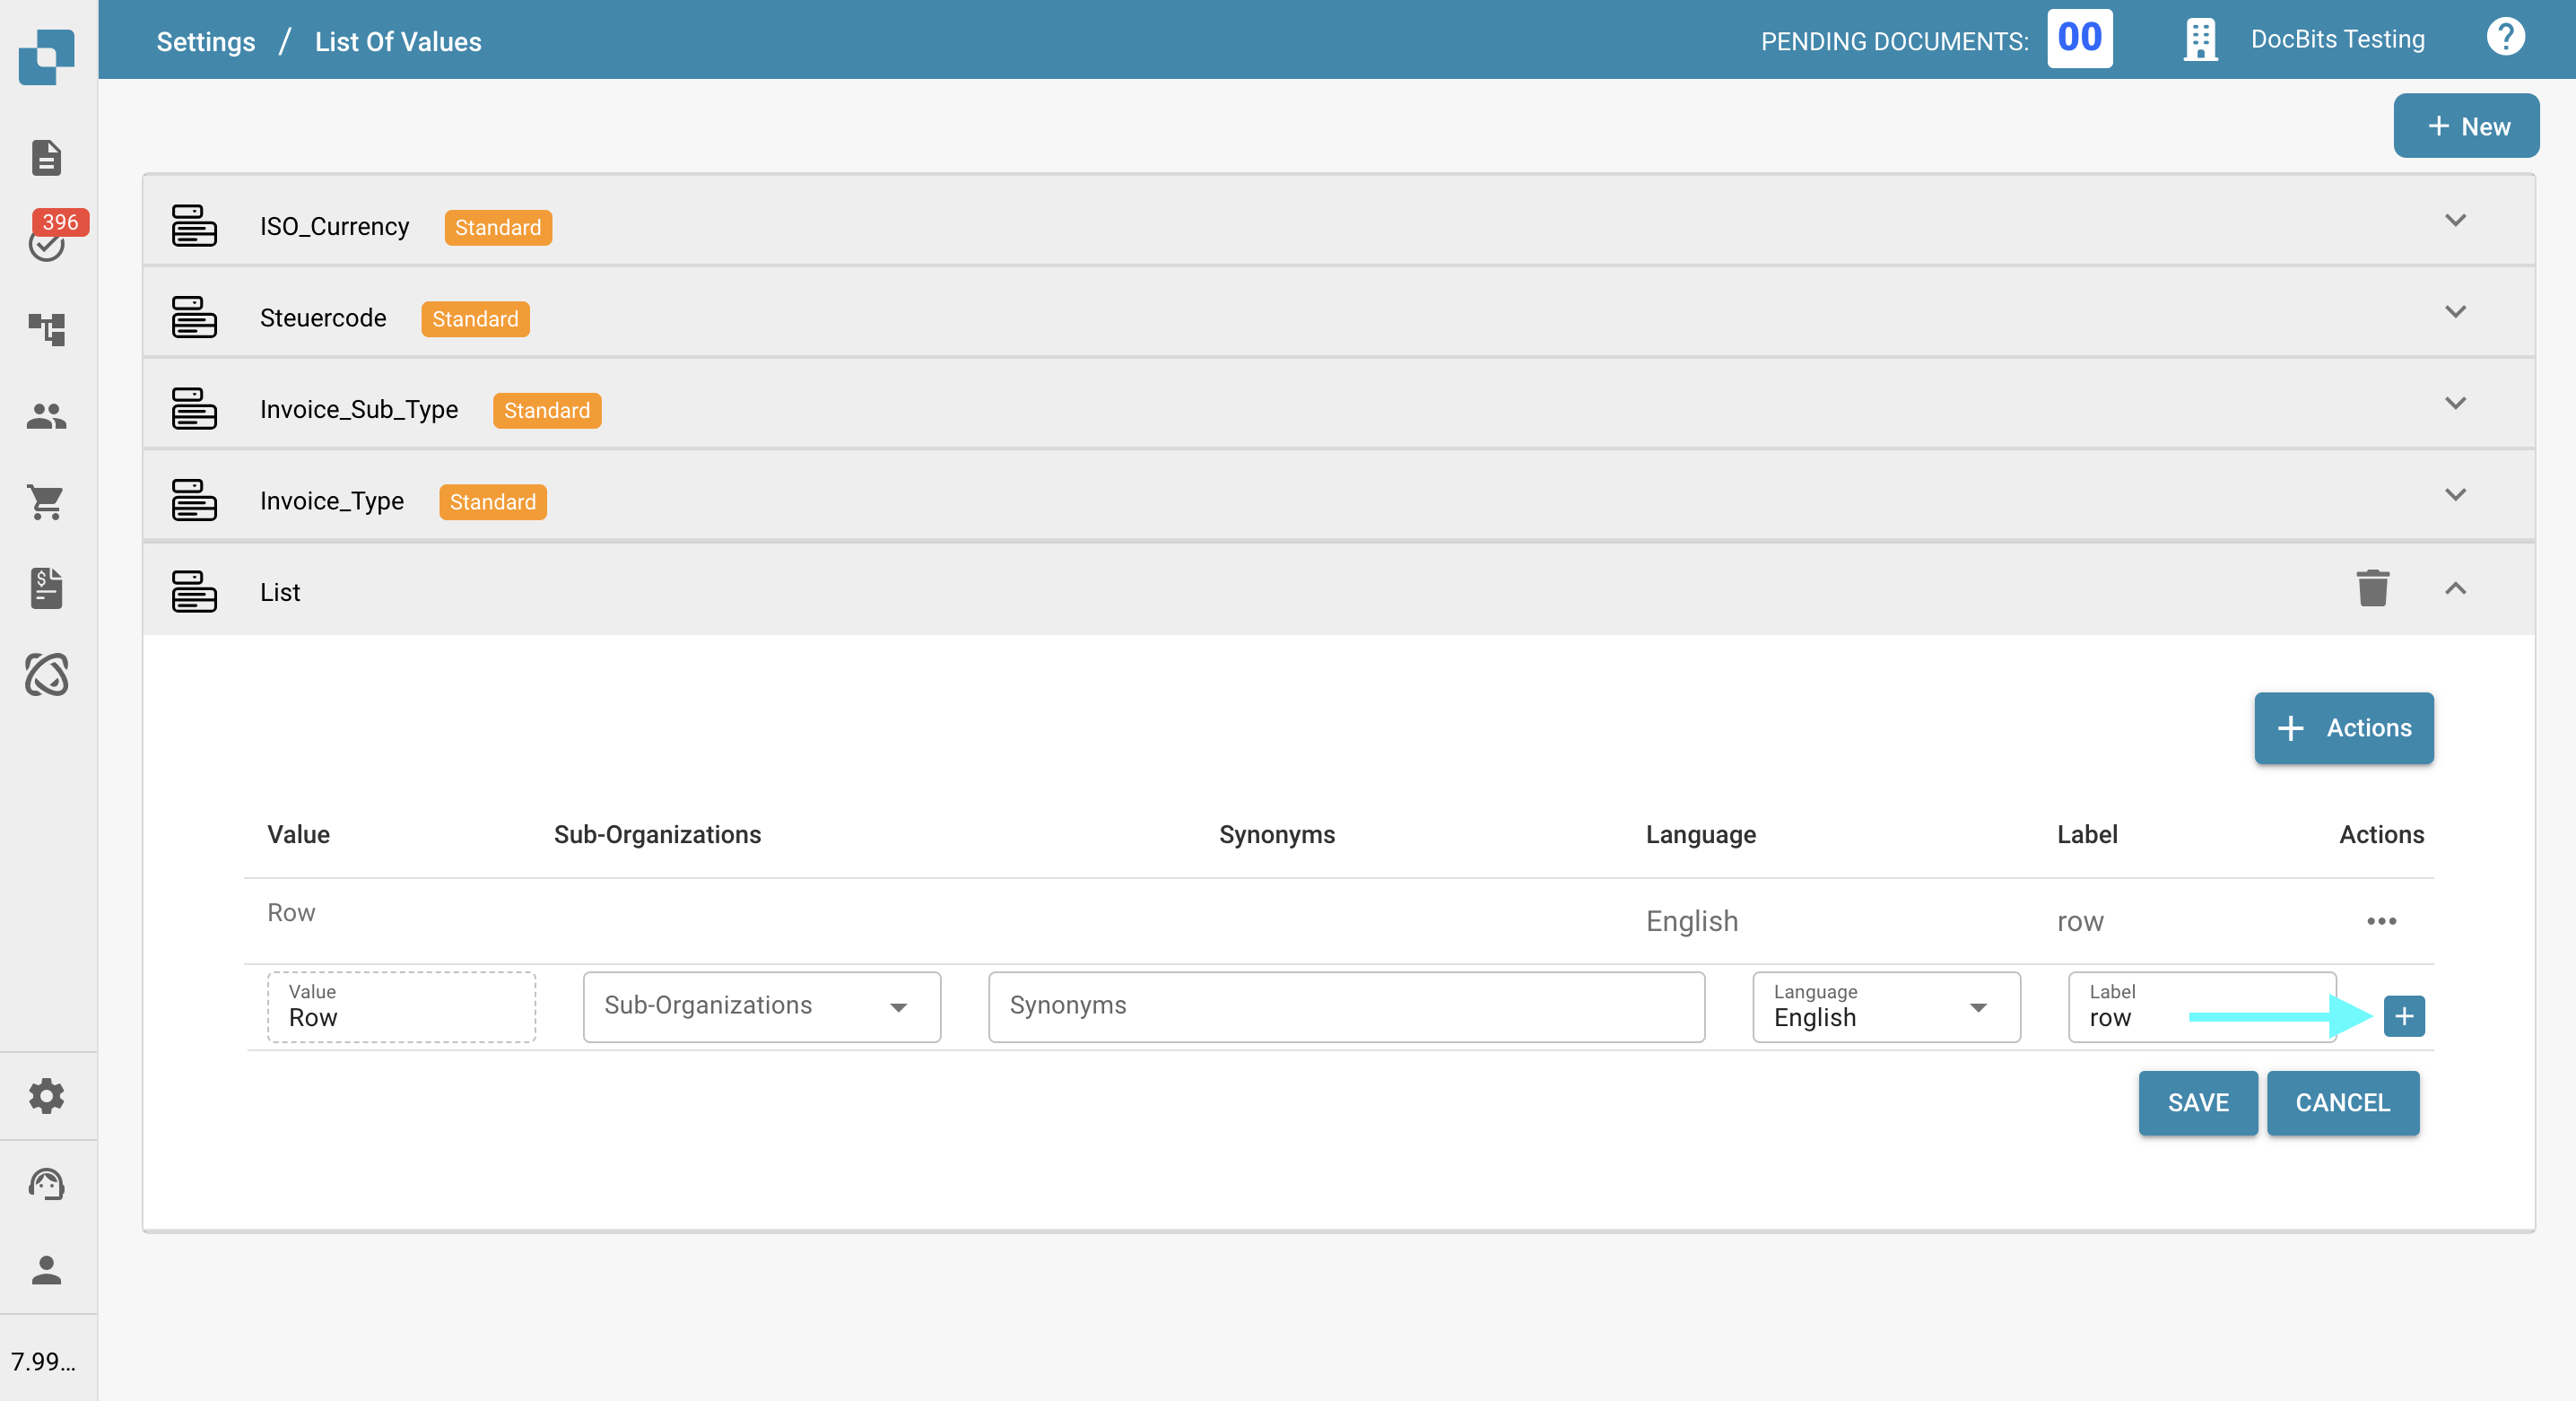 Settings / List Of Values
PENDING DOCUMENTS: 00
DocBits Testing
?
+ New
396
ISO_Currency Standard
Steuercode Standard
Invoice_Sub_Type Standard
Invoice_Type Standard
List
+ Actions
Value Sub-Organizations Synonyms Language Label Actions
Row English row •••
Value
Row
Sub-Organizations
Synonyms
Language
English
Label
row
+
SAVE CANCEL
7.99...